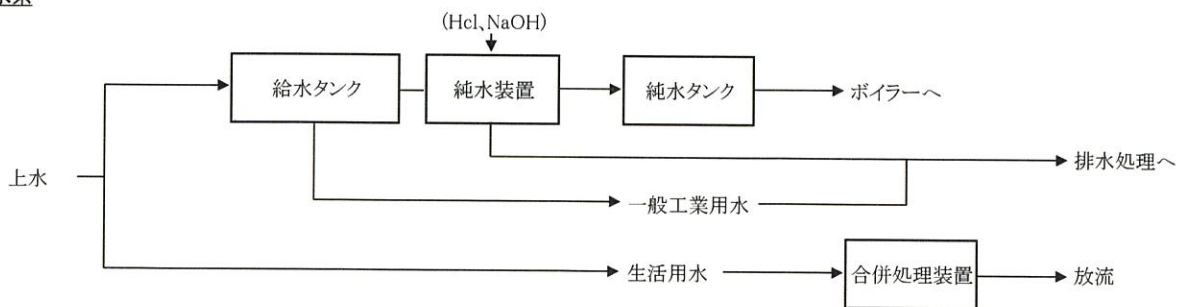 (Hcl、NaOH)
給水タンク
純水装置
純水タンク
ボイラーへ
排水処理へ
上水
一般工業用水
生活用水
合併処理装置
放流